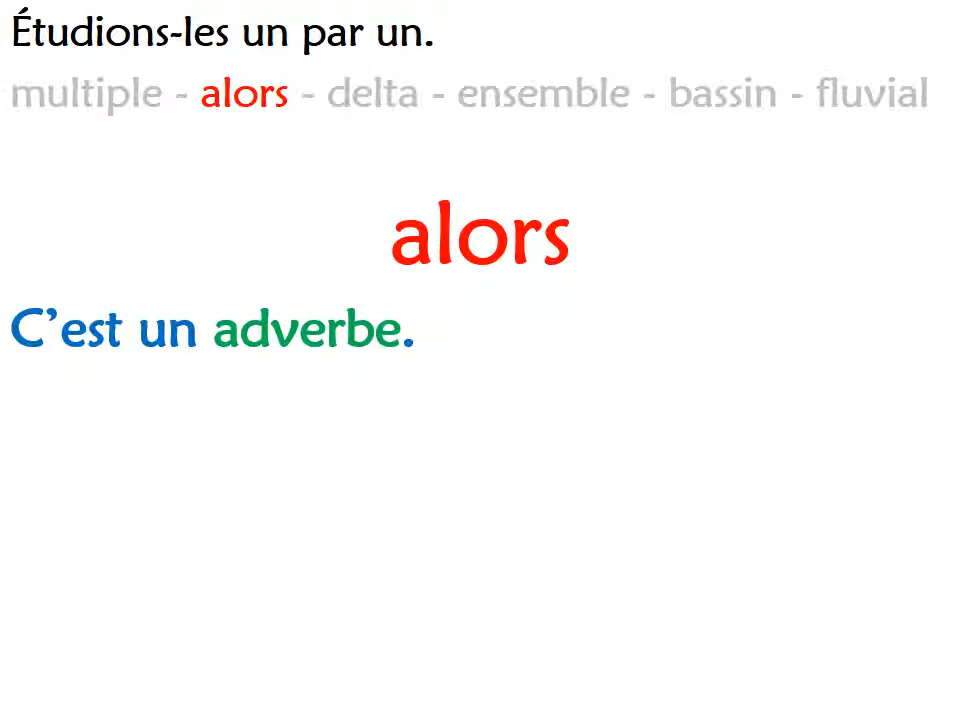 Étudions-les un par un.
multiple - alors - delta - ensemble - bassin - fluvial
alors
C’est un adverbe.